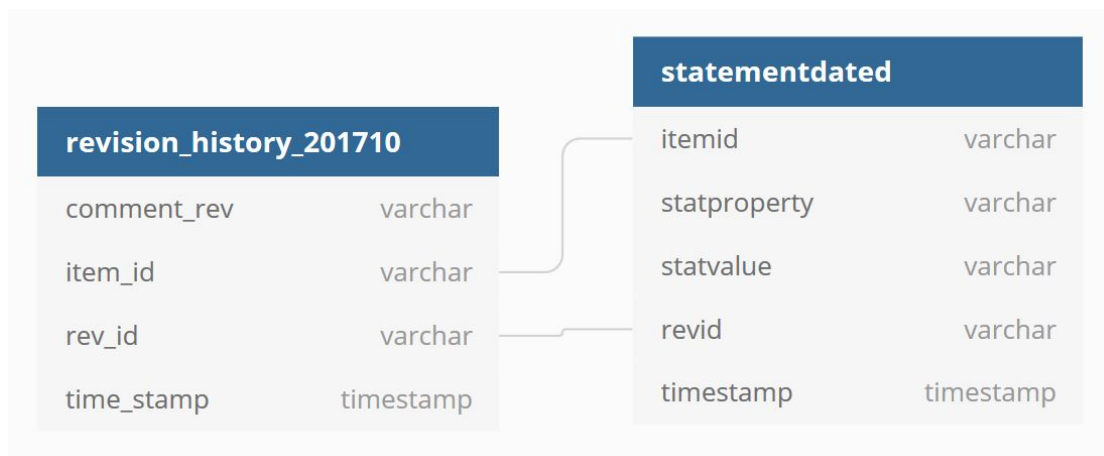 revision_history_201710
comment_rev varchar
item_id varchar
rev_id varchar
time_stamp timestamp
statementdated
itemid varchar
statproperty varchar
statvalue varchar
revid varchar
timestamp timestamp